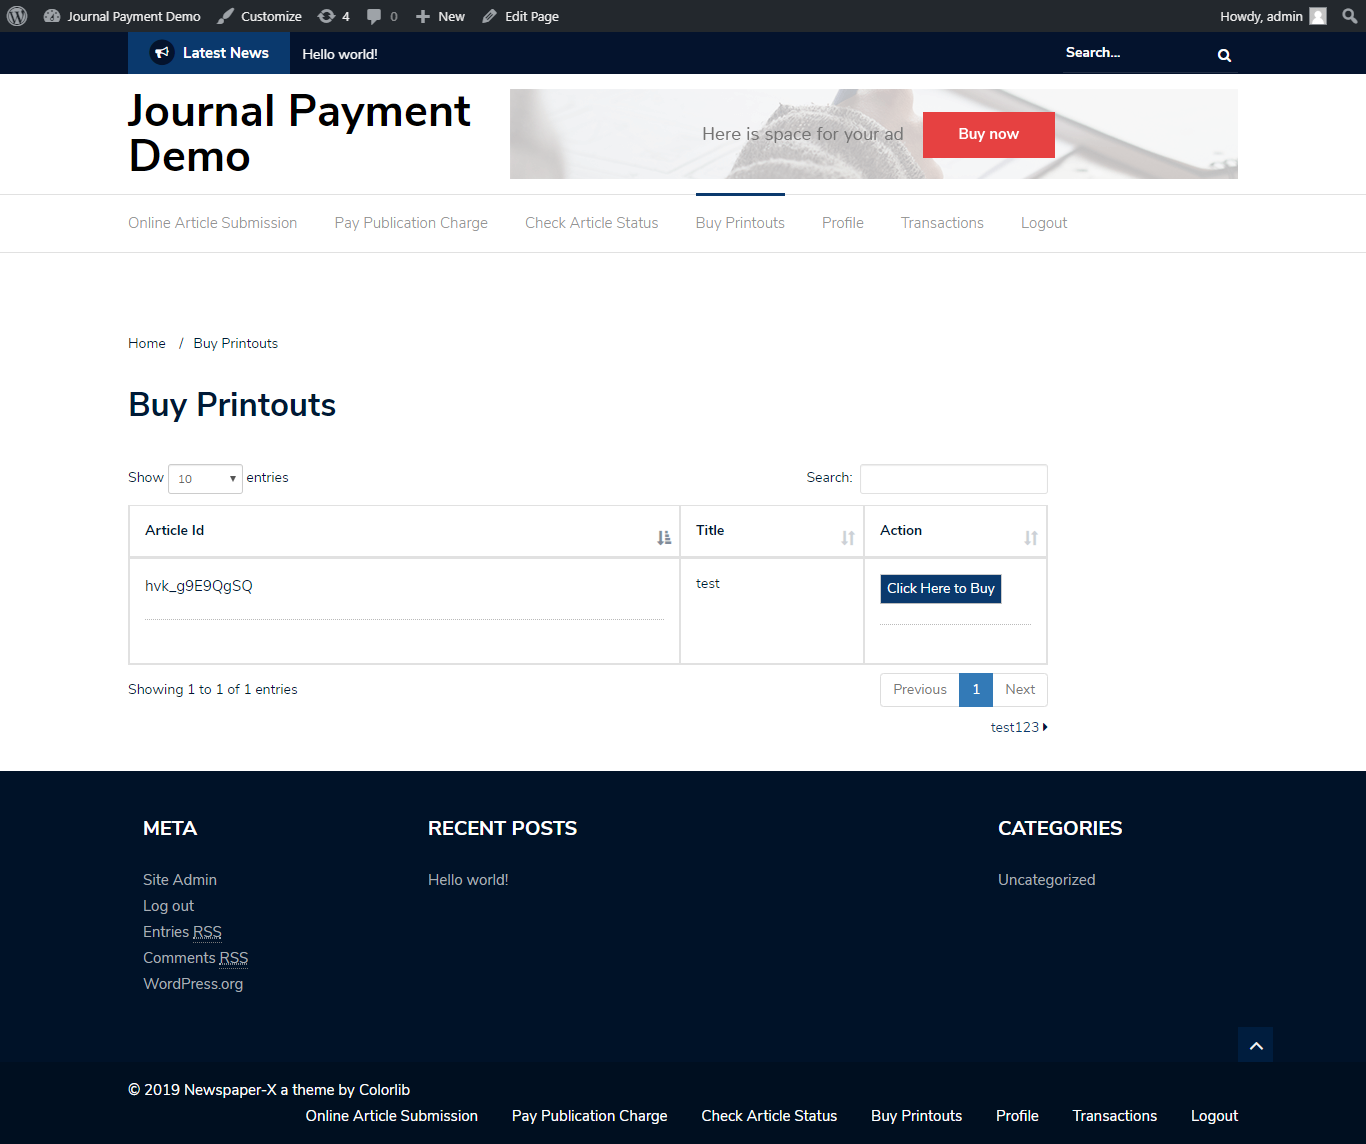 Journal Payment Demo Customize 4 0 New Edit Page Howdy, admin
Latest News Hello world! Search...
Journal Payment
Demo
Here is space for your ad Buy now
Online Article Submission Pay Publication Charge Check Article Status Buy Printouts Profile Transactions Logout
Home / Buy Printouts
Buy Printouts
Show 10 entries Search:
Article Id Title Action
hvk_g9E9QgSQ test Click Here to Buy
Showing 1 to 1 of 1 entries Previous 1 Next
test123
META RECENT POSTS CATEGORIES
Site Admin Hello world! Uncategorized
Log out
Entries RSS
Comments RSS
WordPress.org
© 2019 Newspaper-X a theme by Colorlib
Online Article Submission Pay Publication Charge Check Article Status Buy Printouts Profile Transactions Logout